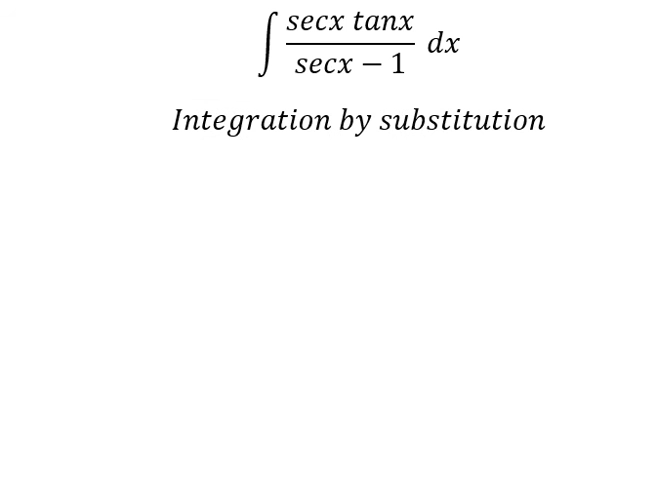 ∫ secx tanx / secx − 1 dx
Integration by substitution